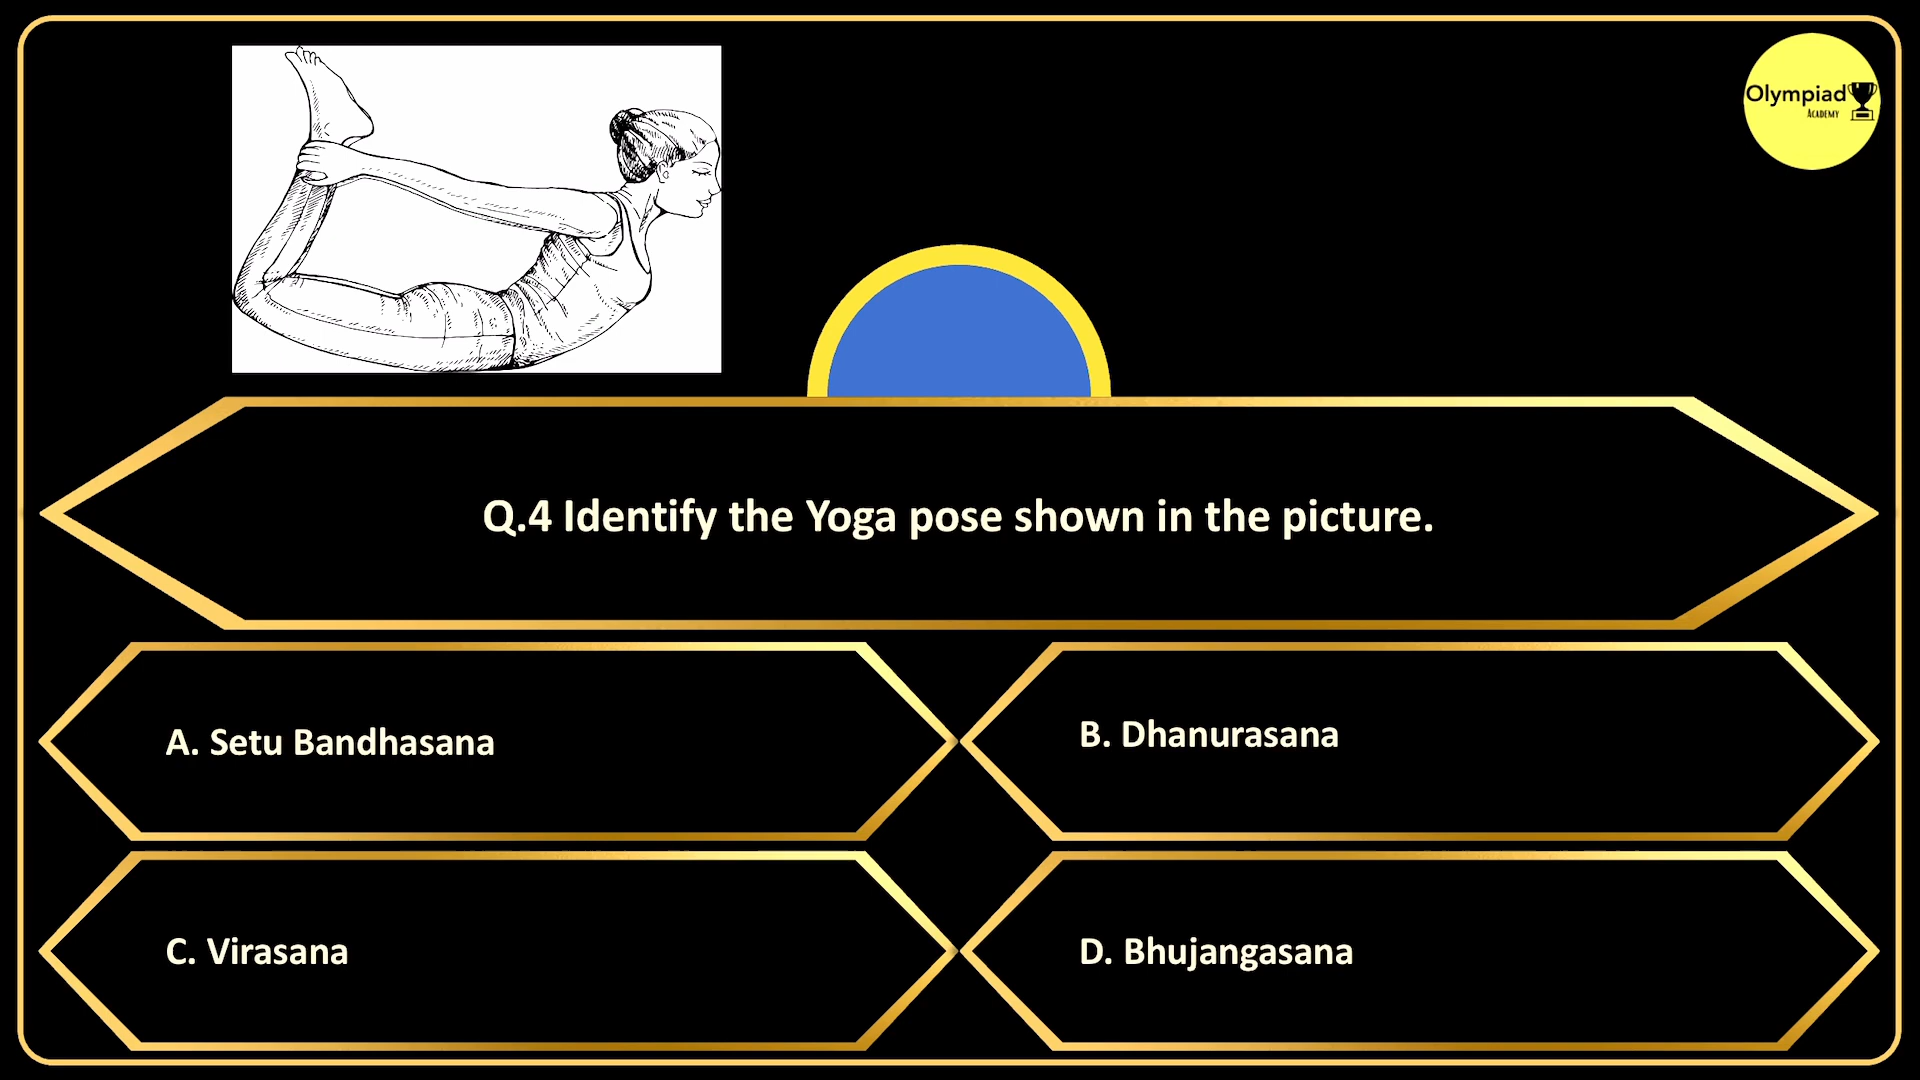 Olympiad
Academy
Q.4 Identify the Yoga pose shown in the picture.
A. Setu Bandhasana
B. Dhanurasana
C. Virasana
D. Bhujangasana